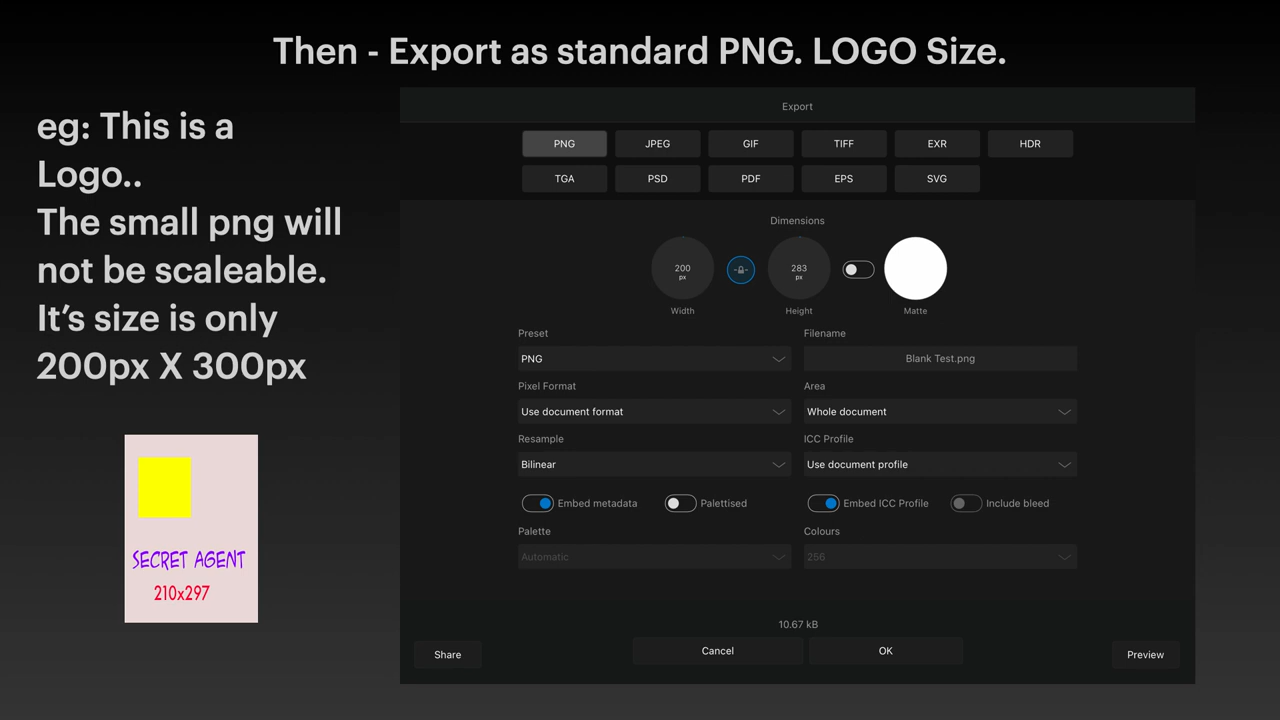 Then - Export as standard PNG. LOGO Size.
eg: This is a
Logo..
The small png will
not be scaleable.
It's size is only
200px X 300px
SECRET AGENT
210x297
Export
PNG JPEG GIF TIFF EXR HDR
TGA PSD PDF EPS SVG
Dimensions
200 283
px px
Width Height Matte
Preset Filename
PNG Blank Test.png
Pixel Format Area
Use document format Whole document
Resample ICC Profile
Bilinear Use document profile
Embed metadata Palettised Embed ICC Profile Include bleed
Palette Colours
Automatic 256
10.67 kB
Share Cancel OK Preview